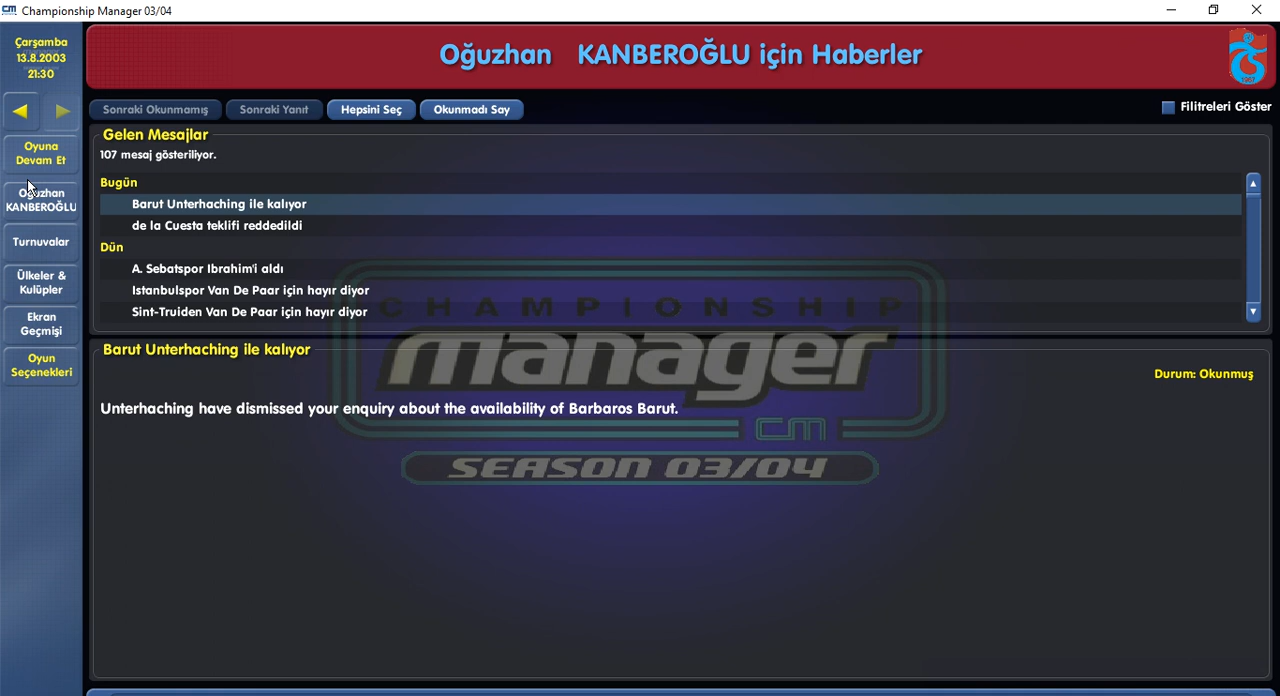 Championship Manager 03/04
Çarşamba
13.8.2003
21:30
Oyuna
Devam Et
Oğuzhan
KANBEROĞLU
Turnuvalar
Ülkeler &
Kulüpler
Ekran
Geçmişi
Oyun
Seçenekleri
Oğuzhan KANBEROĞLU için Haberler
Sonraki Okunmamış
Sonraki Yanıt
Hepsini Seç
Okunmadı Say
Filitreleri Göster
Gelen Mesajlar
107 mesaj gösteriliyor.
Bugün
Barut Unterhaching ile kalıyor
de la Cuesta teklifi reddedildi
Dün
A. Sebatspor Ibrahim'i aldı
Istanbulspor Van De Paar için hayır diyor
Sint-Truiden Van De Paar için hayır diyor
Barut Unterhaching ile kalıyor
Durum: Okunmuş
Unterhaching have dismissed your enquiry about the availability of Barbaros Barut.
CHAMPIONSHIP
manager
cm
SEASON 03/04